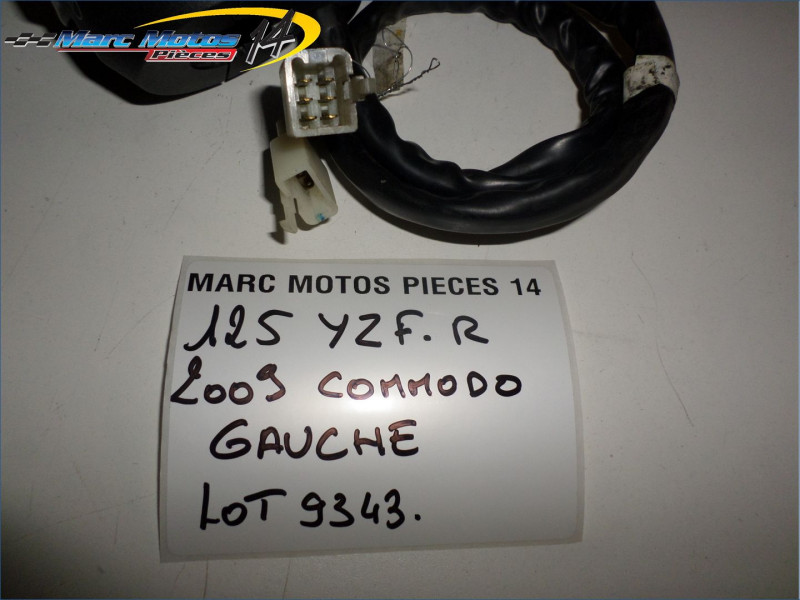 Marc Motos 14
Pièces
MARC MOTOS PIECES 14
125 YZF. R
2009 COMMODO
GAUCHE
LOT 9343.